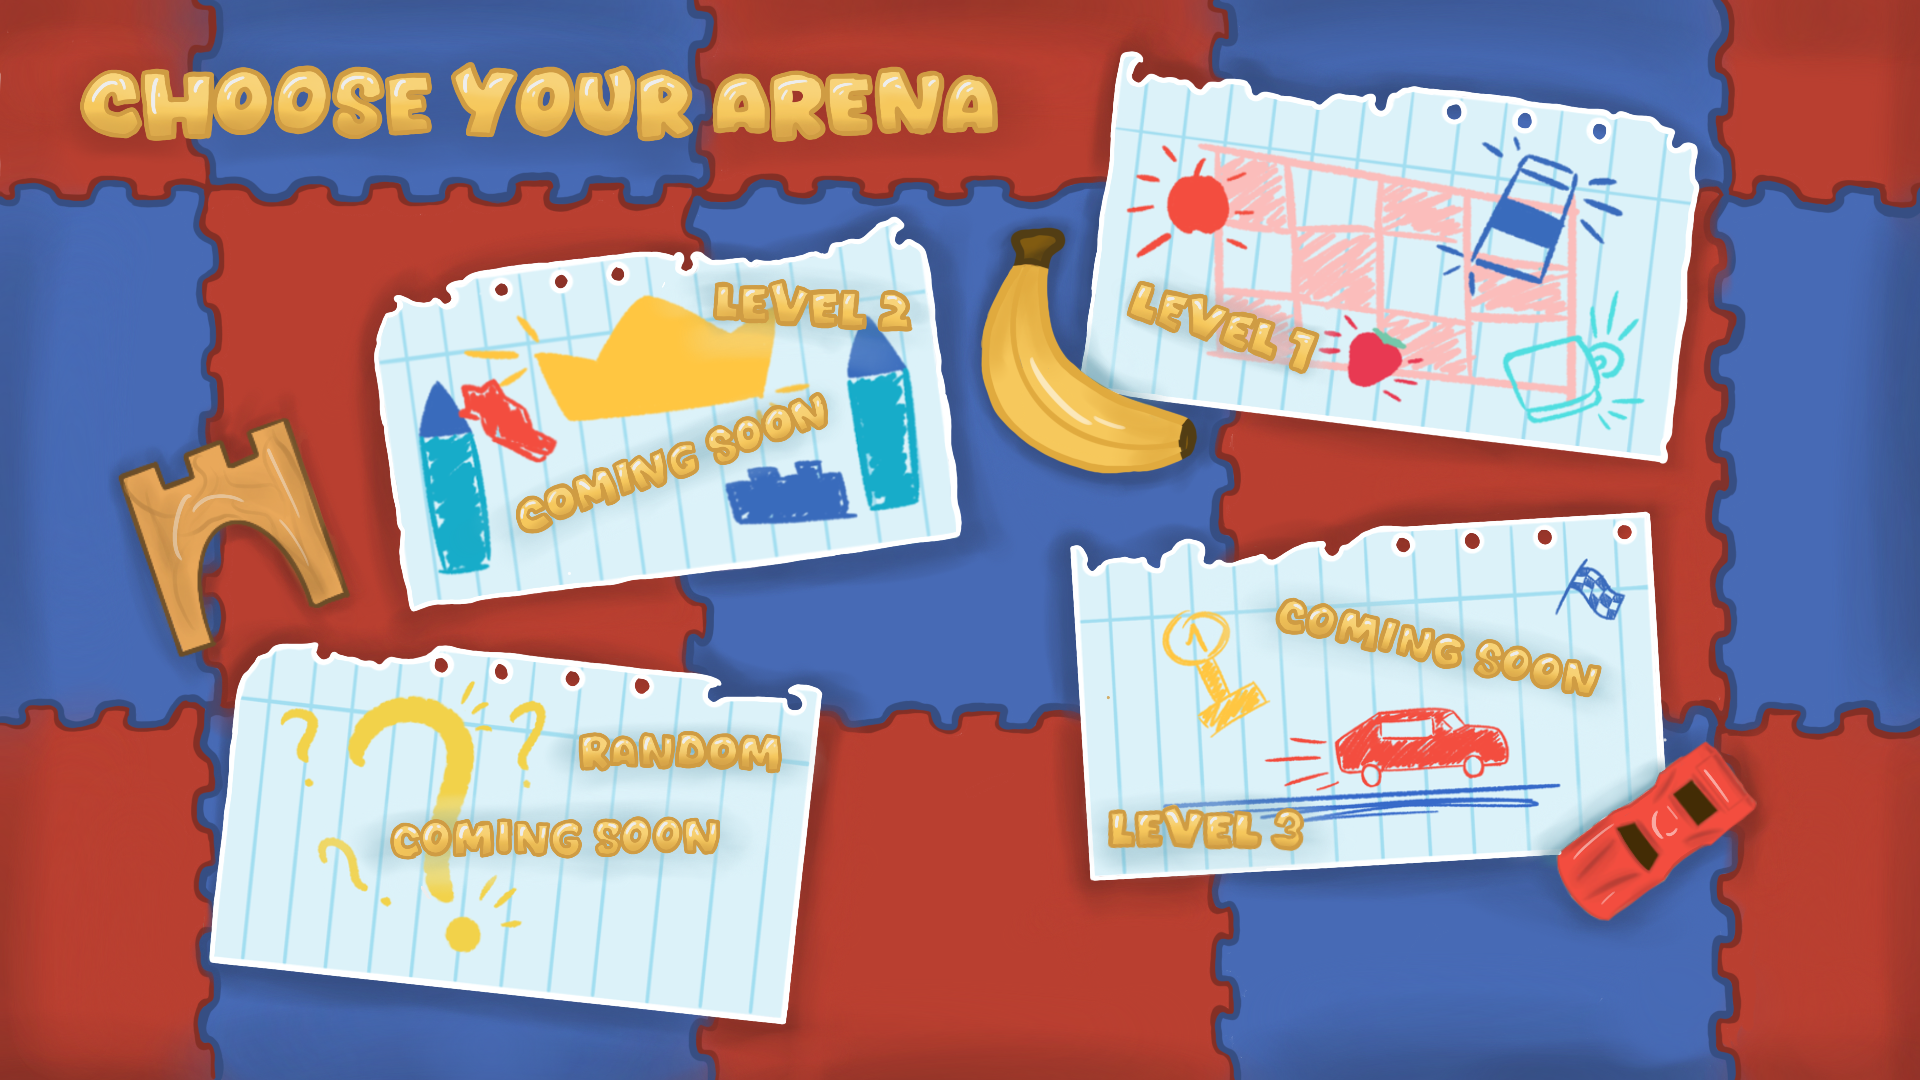 CHOOSE YOUR ARENA
LEVEL 2
COMING SOON
LEVEL 1
COMING SOON
LEVEL 3
RANDOM
COMING SOON